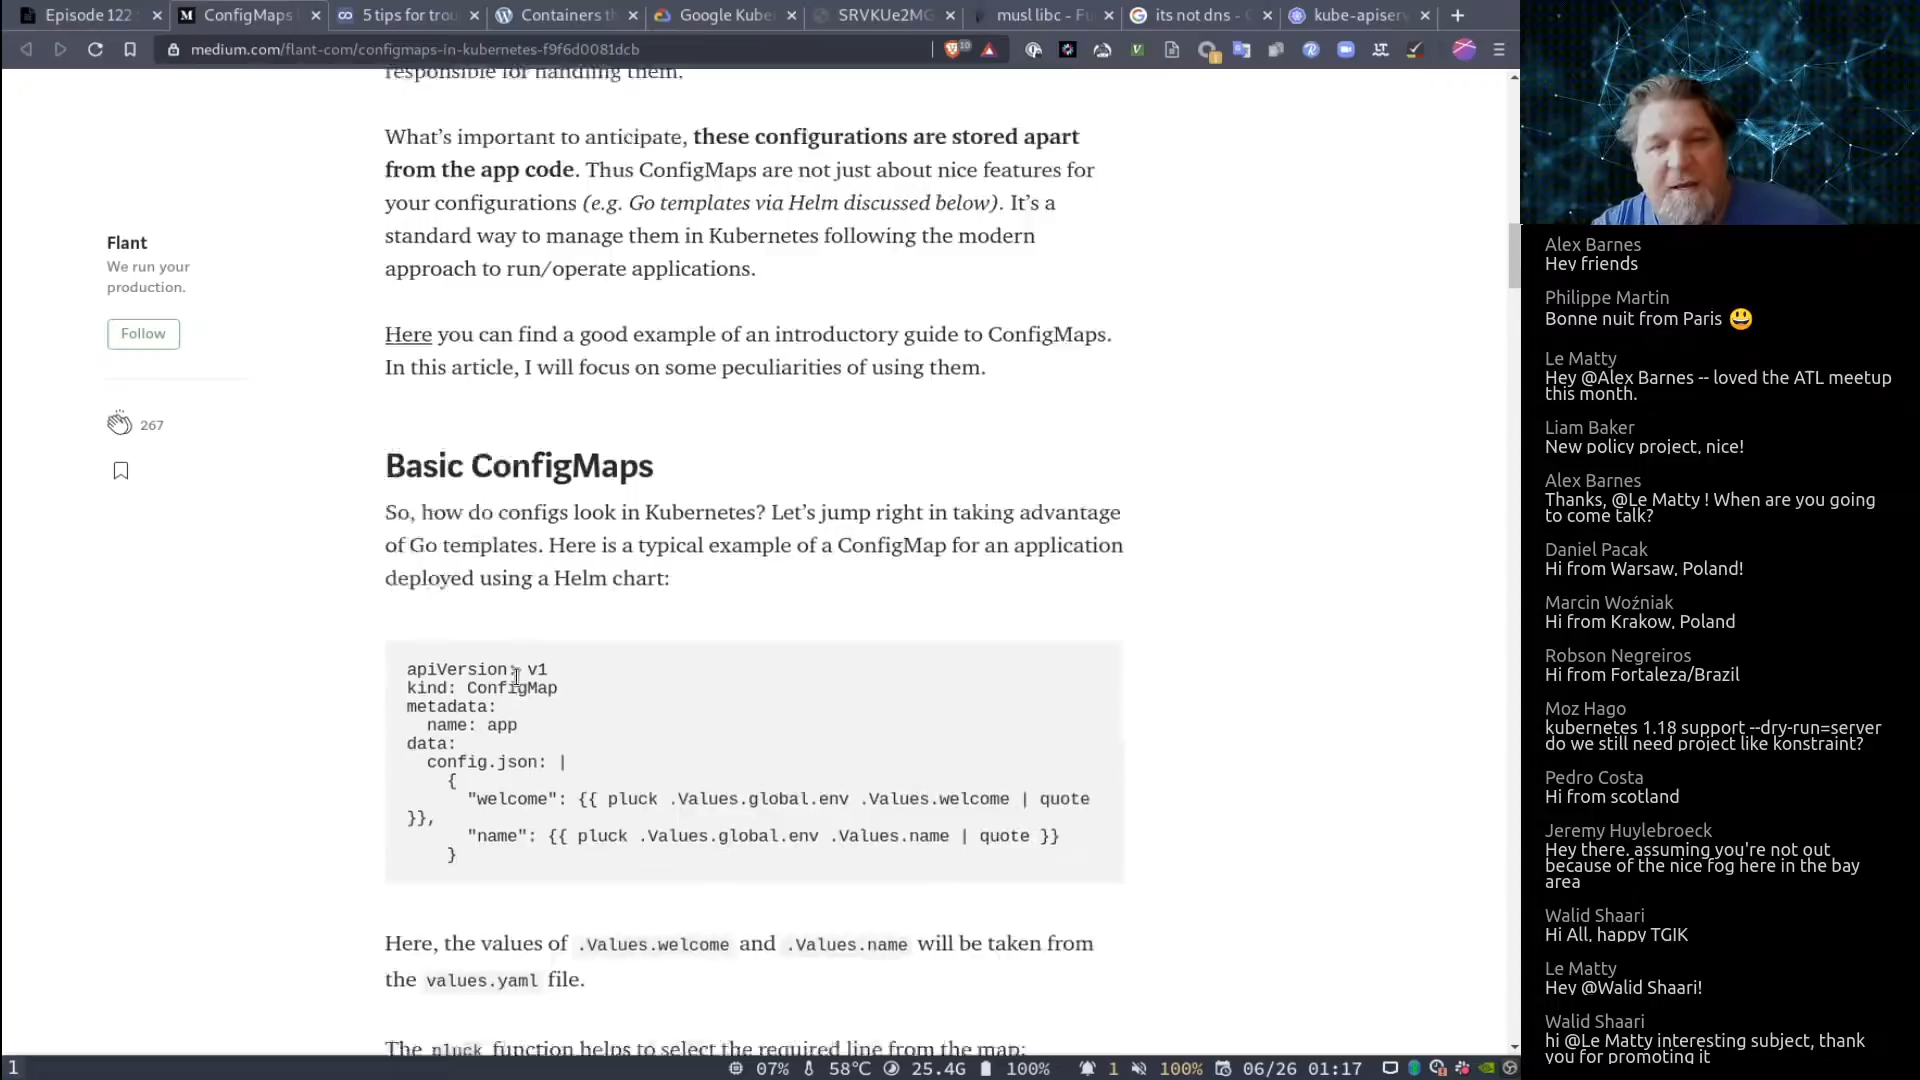 Episode 122
ConfigMaps
5 tips for trou
Containers th
Google Kuber
SRVKUe2MG
musl libc - Fu
its not dns - G
kube-apiserv
medium.com/flant-com/configmaps-in-kubernetes-f9f6d0081dcb
10
responsible for handling them.
What's important to anticipate, these configurations are stored apart
from the app code. Thus ConfigMaps are not just about nice features for
your configurations (e.g. Go templates via Helm discussed below). It's a
standard way to manage them in Kubernetes following the modern
approach to run/operate applications.
Flant
We run your
production.
Follow
267
Here you can find a good example of an introductory guide to ConfigMaps.
In this article, I will focus on some peculiarities of using them.
Basic ConfigMaps
So, how do configs look in Kubernetes? Let's jump right in taking advantage
of Go templates. Here is a typical example of a ConfigMap for an application
deployed using a Helm chart:
apiVersion: v1
kind: ConfigMap
metadata:
name: app
data:
config.json: |
{
"welcome": {{ pluck .Values.global.env .Values.welcome | quote
}},
"name": {{ pluck .Values.global.env .Values.name | quote }}
}
Here, the values of .Values.welcome and .Values.name will be taken from
the values.yaml file.
The pluck function helps to select the required line from the map:
Alex Barnes
Hey friends
Philippe Martin
Bonne nuit from Paris 😃
Le Matty
Hey @Alex Barnes -- loved the ATL meetup
this month.
Liam Baker
New policy project, nice!
Alex Barnes
Thanks, @Le Matty ! When are you going
to come talk?
Daniel Pacak
Hi from Warsaw, Poland!
Marcin Woźniak
Hi from Krakow, Poland
Robson Negreiros
Hi from Fortaleza/Brazil
Moz Hago
kubernetes 1.18 support --dry-run=server
do we still need project like konstraint?
Pedro Costa
Hi from scotland
Jeremy Huylebroeck
Hey there. assuming you're not out
because of the nice fog here in the bay
area
Walid Shaari
Hi All, happy TGIK
Le Matty
Hey @Walid Shaari!
Walid Shaari
hi @Le Matty interesting subject, thank
you for promoting it
1
07% 58°C 25.4G 100% 1 100% 06/26 01:17